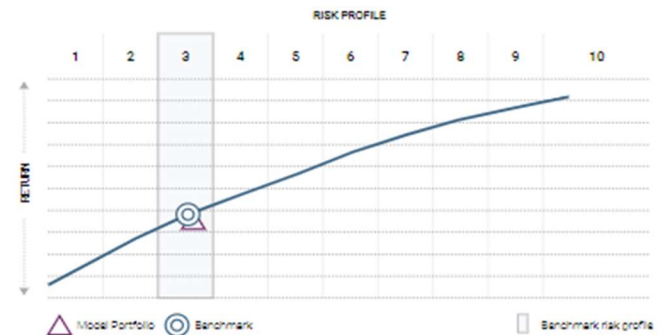 RISK PROFILE
1 2 3 4 5 6 7 8 9 10
RETURN
Model Portfolio Benchmark Benchmark risk profile